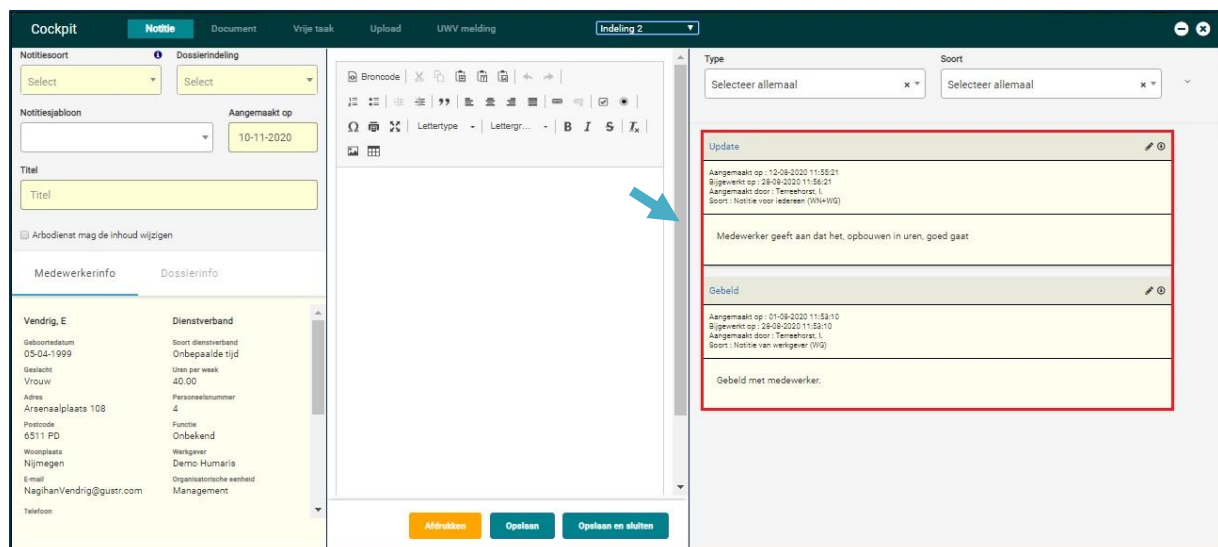 Cockpit Notitie Document Vrije taak Upload UWV melding Indeling 2
Notitiesoort Dossierindeling
Select Select
Notitiesjabloon Aangemaakt op
10-11-2020
Titel
Titel
Arbodienst mag de inhoud wijzigen
Medewerkerinfo Dossierinfo
Vendrig, E Dienstverband
Geboortedatum Soort dienstverband
05-04-1999 Onbepaalde tijd
Geslacht Uren per week
Vrouw 40.00
Adres Personeelsnummer
Arsenaalplaats 108 4
Postcode Functie
6511 PD Onbekend
Woonplaats Werkgever
Nijmegen Demo Humaris
E-mail Organisatorische eenheid
NagihanVendrig@gustr.com Management
Telefoon
Broncode
Lettertype Lettergr...
B I S Ix
Afdrukken Opslaan Opslaan en sluiten
Type Soort
Selecteer allemaal Selecteer allemaal
Update
Aangemaakt op : 12-08-2020 11:55:21
Bijgewerkt op : 28-08-2020 11:56:21
Aangemaakt door : Terreehorst, I.
Soort : Notitie voor iedereen (WN+WG)
Medewerker geeft aan dat het, opbouwen in uren, goed gaat
Gebeld
Aangemaakt op : 01-08-2020 11:53:10
Bijgewerkt op : 28-08-2020 11:53:10
Aangemaakt door : Terreehorst, I.
Soort : Notitie van werkgever (WG)
Gebeld met medewerker.